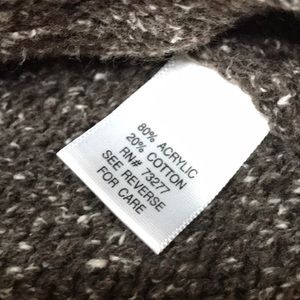 80% ACRYLIC
20% COTTON
RN# 73277
SEE REVERSE
FOR CARE